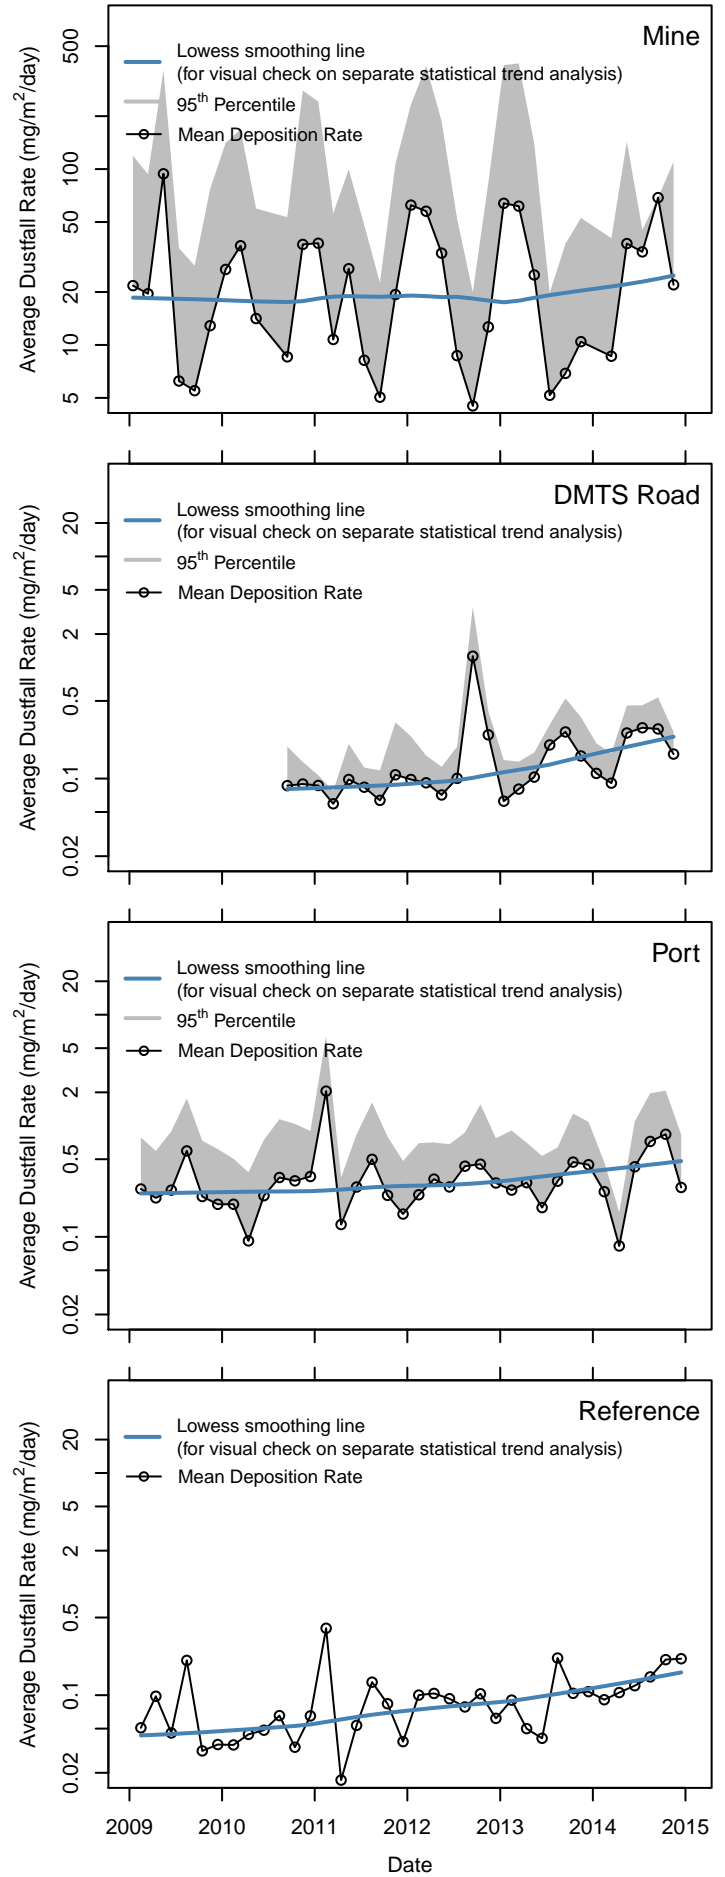 Mine
Lowess smoothing line
(for visual check on separate statistical trend analysis)
95th Percentile
Mean Deposition Rate
Average Dustfall Rate (mg/m2/day)
500
100
50
20
10
5
DMTS Road
Lowess smoothing line
(for visual check on separate statistical trend analysis)
95th Percentile
Mean Deposition Rate
Average Dustfall Rate (mg/m2/day)
20
5
2
0.5
0.1
0.02
Port
Lowess smoothing line
(for visual check on separate statistical trend analysis)
95th Percentile
Mean Deposition Rate
Average Dustfall Rate (mg/m2/day)
20
5
2
0.5
0.1
0.02
Reference
Lowess smoothing line
(for visual check on separate statistical trend analysis)
Mean Deposition Rate
Average Dustfall Rate (mg/m2/day)
20
5
2
0.5
0.1
0.02
2009 2010 2011 2012 2013 2014 2015
Date